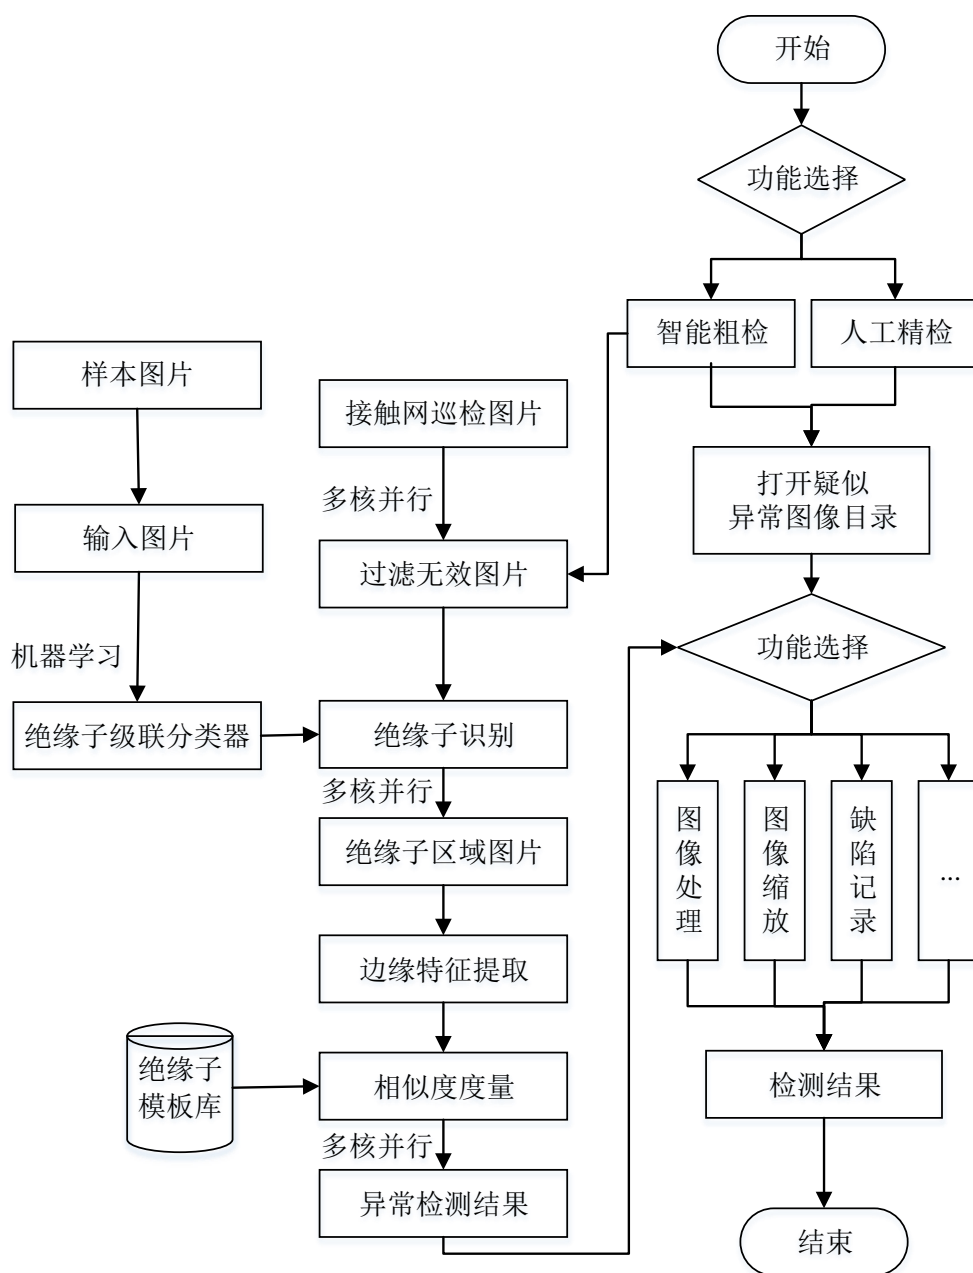 开始
功能选择
智能粗检
人工精检
样本图片
接触网巡检图片
打开疑似
异常图像目录
多核并行
输入图片
过滤无效图片
机器学习
功能选择
绝缘子级联分类器
绝缘子识别
多核并行
图像处理
图像缩放
缺陷记录
...
绝缘子区域图片
边缘特征提取
绝缘子
模板库
相似度度量
检测结果
多核并行
异常检测结果
结束